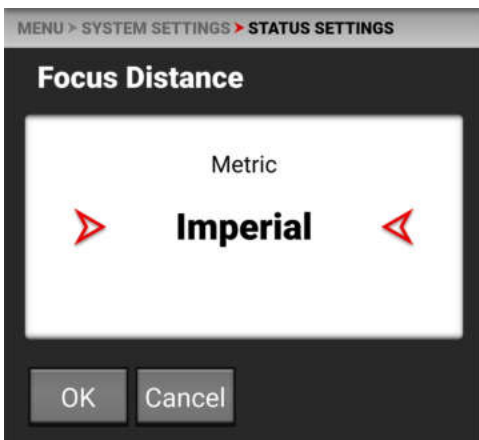 MENU > SYSTEM SETTINGS > STATUS SETTINGS
Focus Distance
Metric
Imperial
OK Cancel